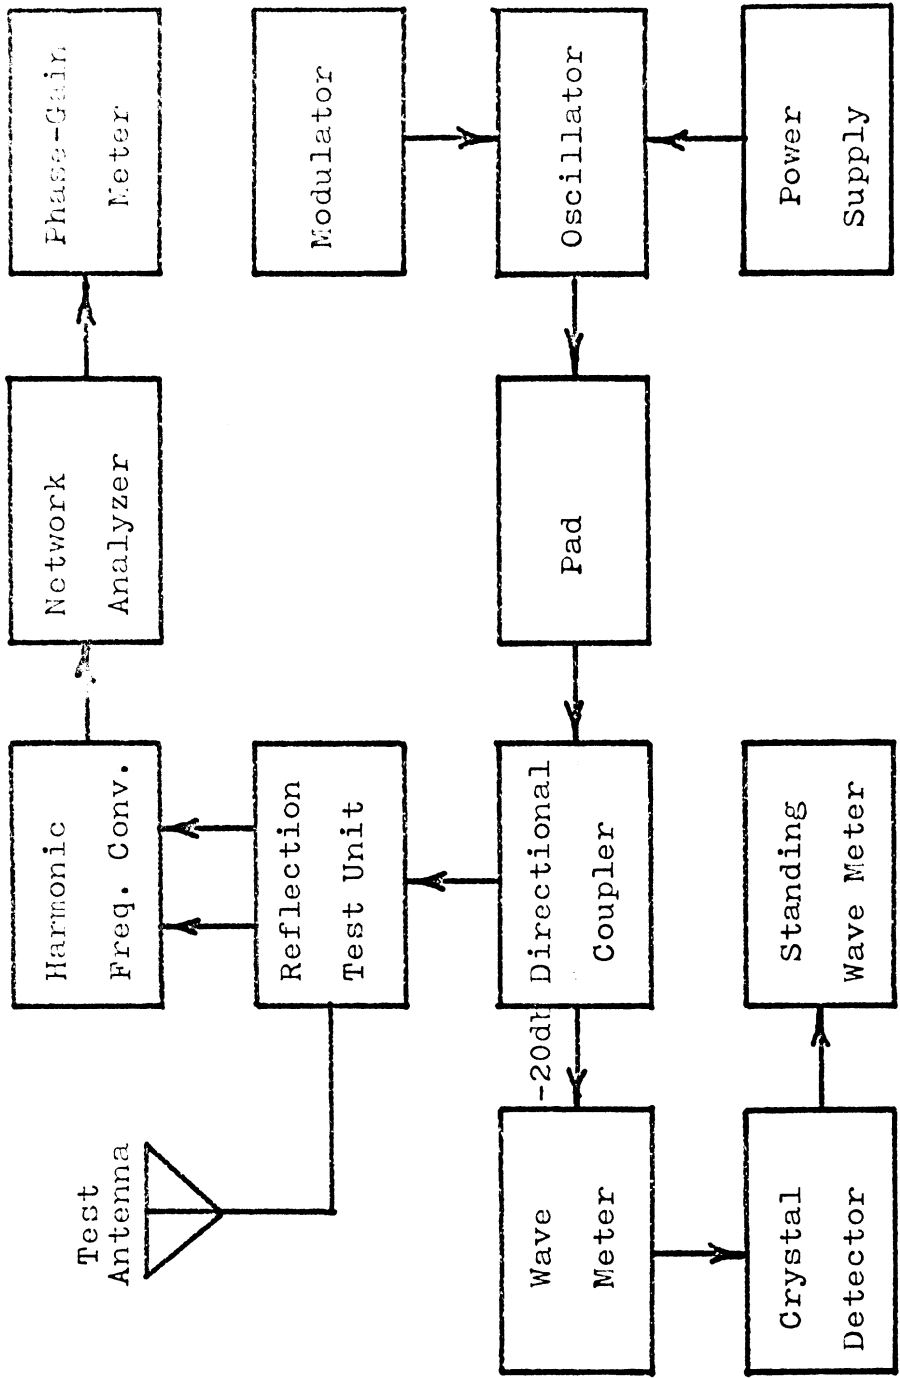 Test
Antenna
Harmonic
Freq. Conv.
Network
Analyzer
Phase-Gain
Meter
Reflection
Test Unit
Modulator
Wave
Meter
-20db
Directional
Coupler
Pad
Oscillator
Crystal
Detector
Standing
Wave Meter
Power
Supply